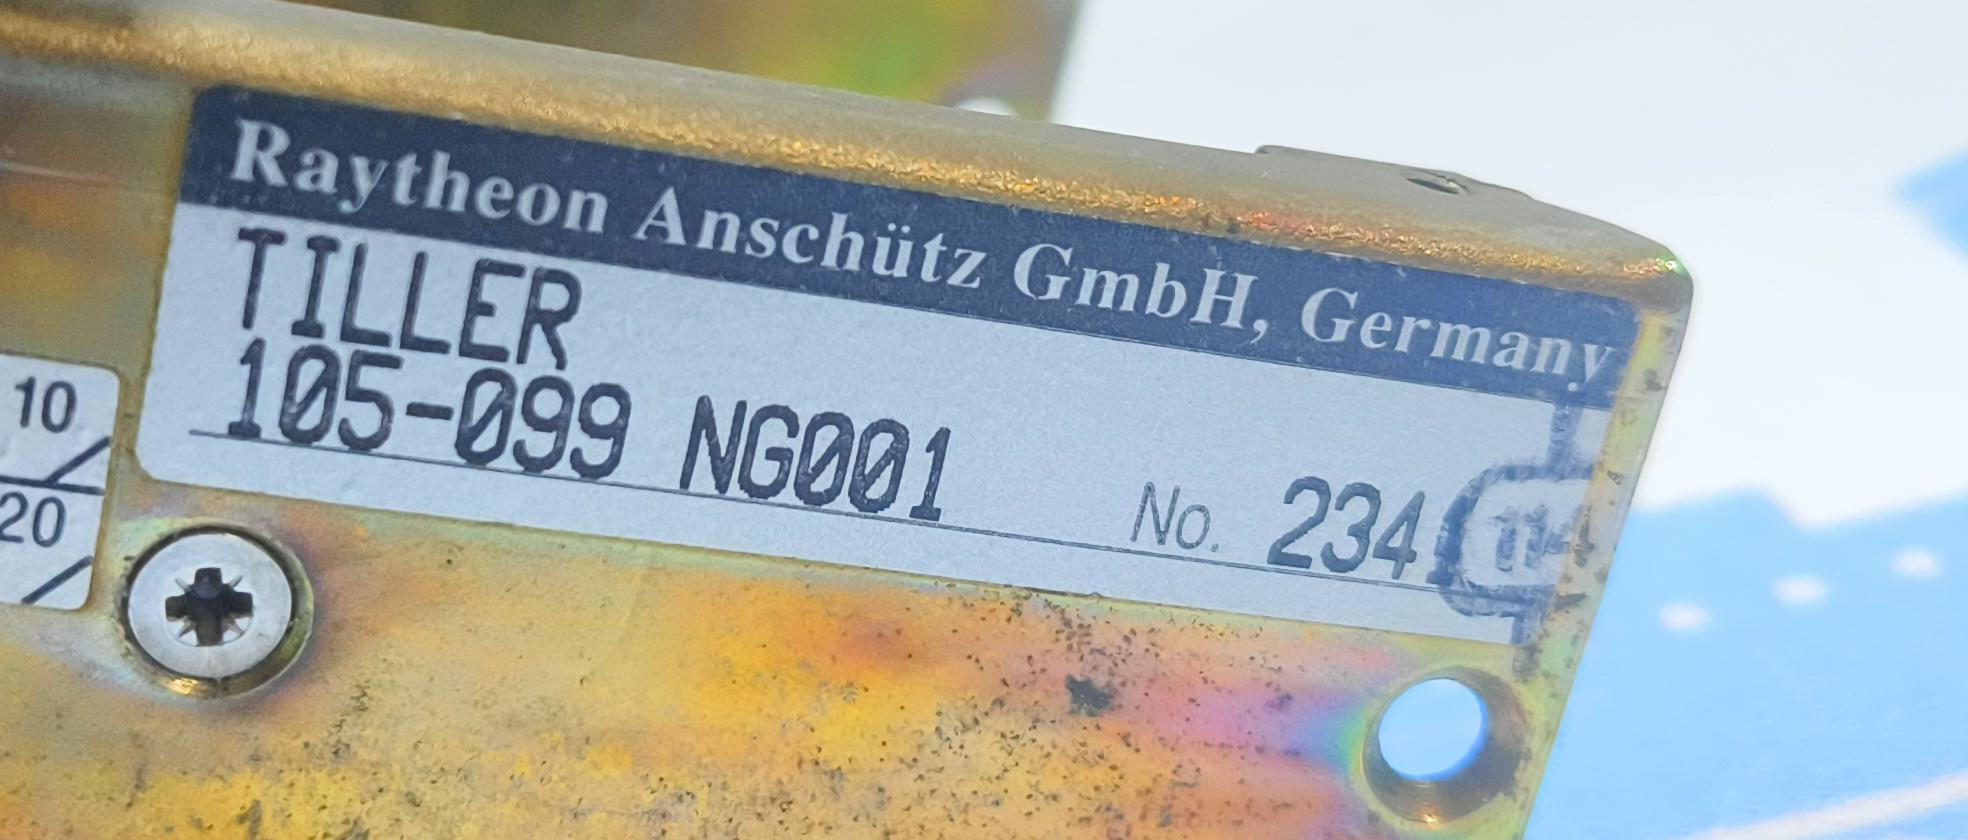 Raytheon Anschütz GmbH, Germany
TILLER
105-099 NG001
No. 234
10
20